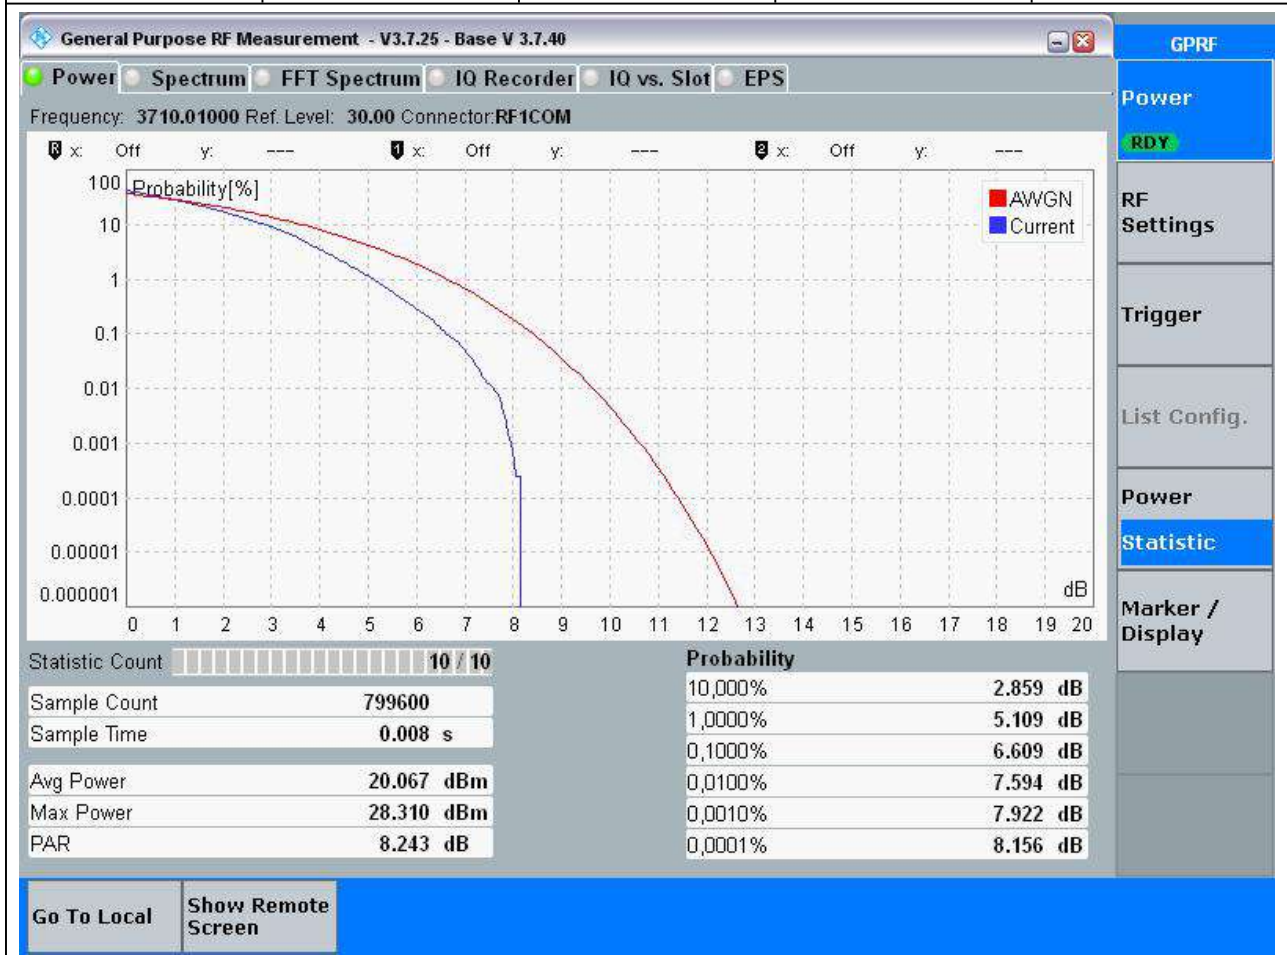 General Purpose RF Measurement - V3.7.25 - Base V 3.7.40
GPRF
Power Spectrum FFT Spectrum IQ Recorder IQ vs. Slot EPS
Frequency: 3710.01000 Ref. Level: 30.00 Connector:RF1COM
R x: Off y: --- 1 x: Off y: --- 2 x: Off y: ---
Power
RDY
RF
Settings
Trigger
List Config.
Power
Statistic
Marker /
Display
Probability[%]
AWGN
Current
100
10
1
0.1
0.01
0.001
0.0001
0.00001
0.000001
dB
0 1 2 3 4 5 6 7 8 9 10 11 12 13 14 15 16 17 18 19 20
Statistic Count 10 / 10
Sample Count 799600
Sample Time 0.008 s
Avg Power 20.067 dBm
Max Power 28.310 dBm
PAR 8.243 dB
Probability
10,000% 2.859 dB
1,0000% 5.109 dB
0,1000% 6.609 dB
0,0100% 7.594 dB
0,0010% 7.922 dB
0,0001% 8.156 dB
Go To Local
Show Remote
Screen